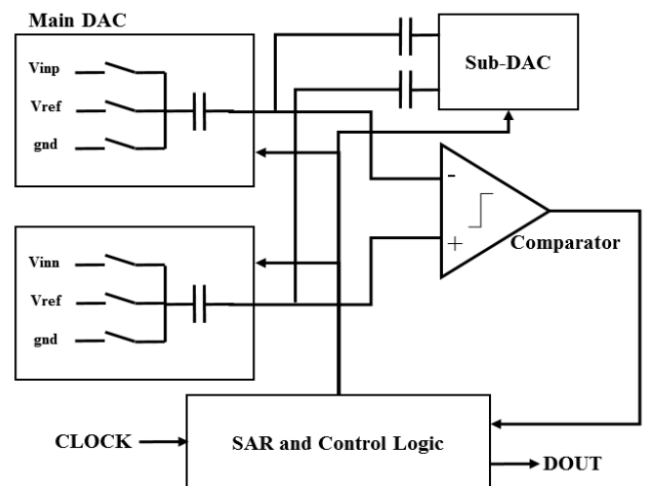 Main DAC
Vinp
Vref
gnd
Sub-DAC
-
+
Comparator
Vinn
Vref
gnd
CLOCK
SAR and Control Logic
DOUT